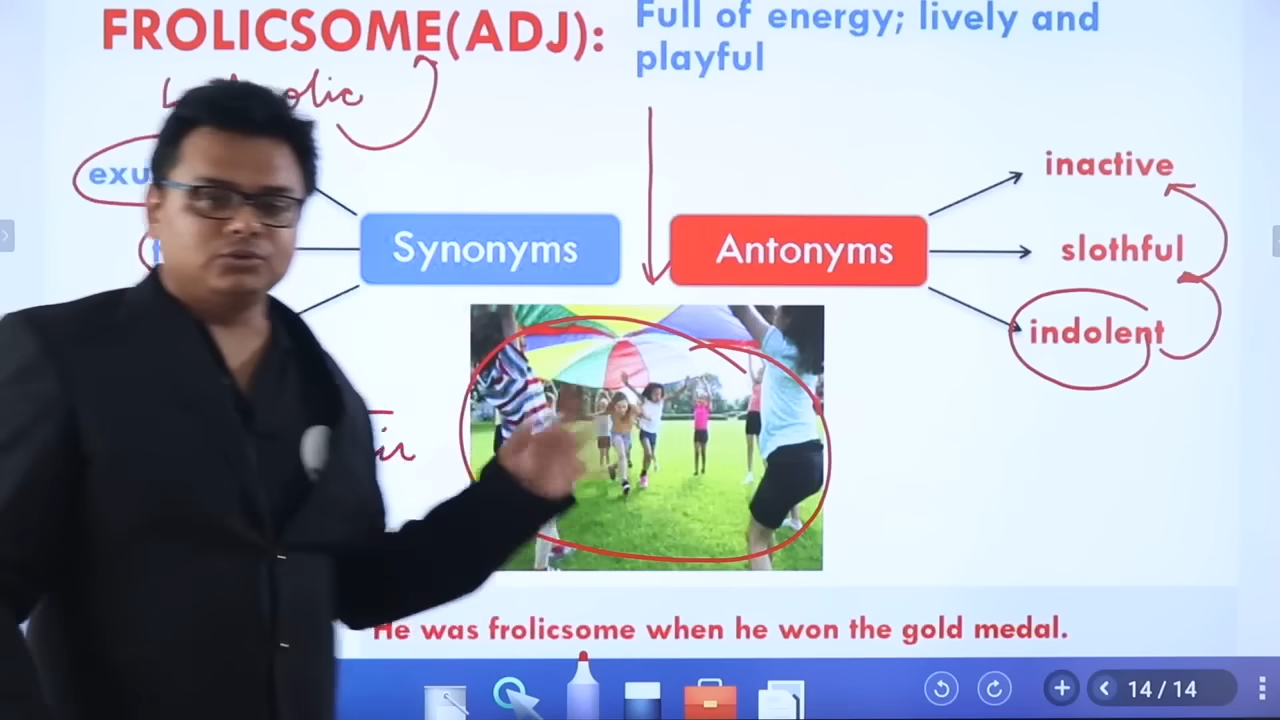 FROLICSOME(ADJ):
Full of energy; lively and
playful
Synonyms
Antonyms
inactive
slothful
indolent
He was frolicsome when he won the gold medal.
14 / 14